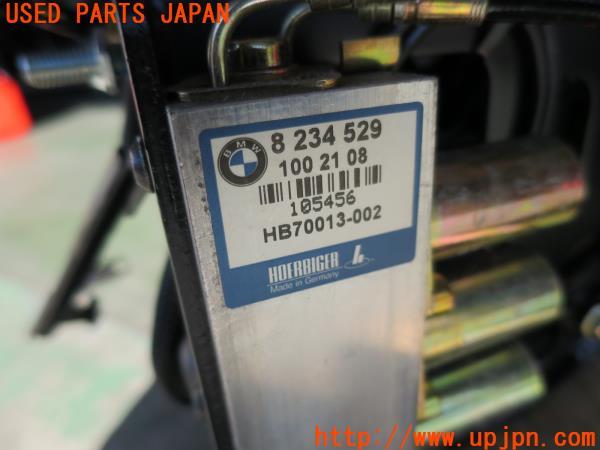 USED PARTS JAPAN
BMW
8 234 529
100 21 08
105456
HB70013-002
HOERBIGER
Made in Germany
http://www.upjpn.com/